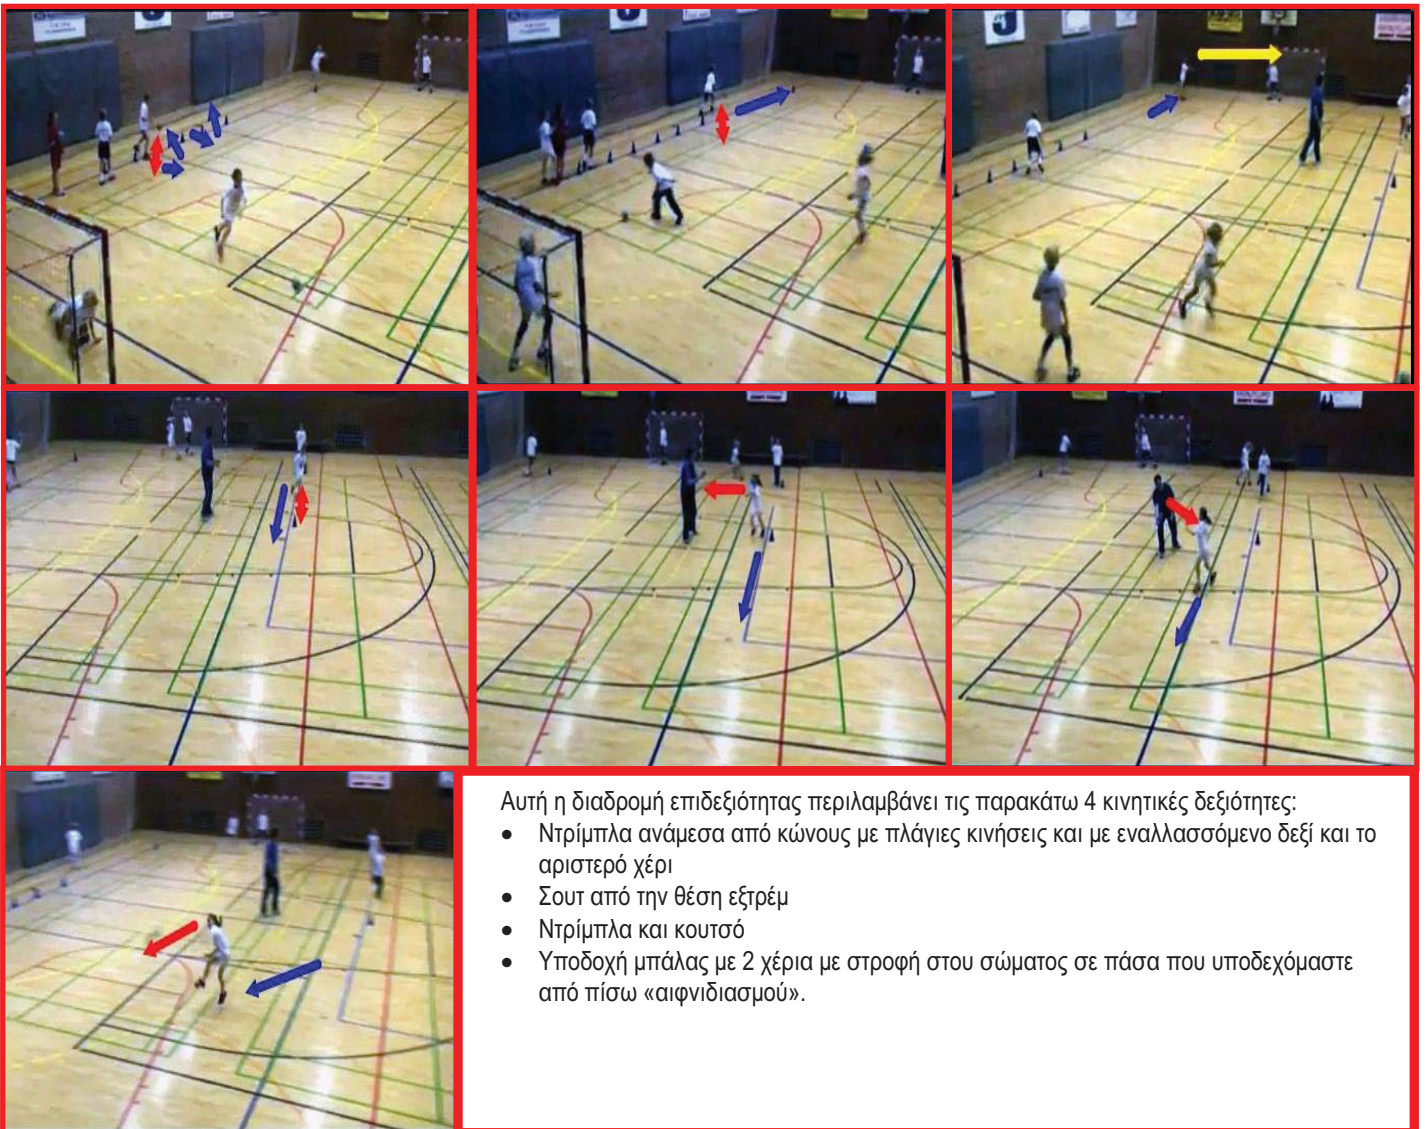 Αυτή η διαδρομή επιδεξιότητας περιλαμβάνει τις παρακάτω 4 κινητικές δεξιότητες:
• Ντρίμπλα ανάμεσα από κώνους με πλάγιες κινήσεις και με εναλλασσόμενο δεξί και το
αριστερό χέρι
• Σουτ από την θέση εξτρέμ
• Ντρίμπλα και κουτσό
• Υποδοχή μπάλας με 2 χέρια με στροφή στου σώματος σε πάσα που υποδεχόμαστε
από πίσω «αιφνιδιασμού».